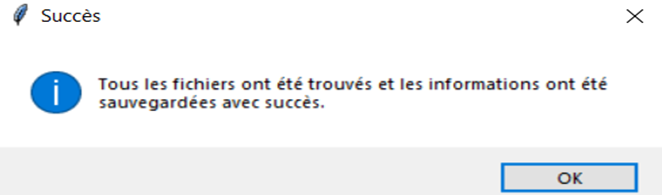 Succès
Tous les fichiers ont été trouvés et les informations ont été
sauvegardées avec succès.
OK